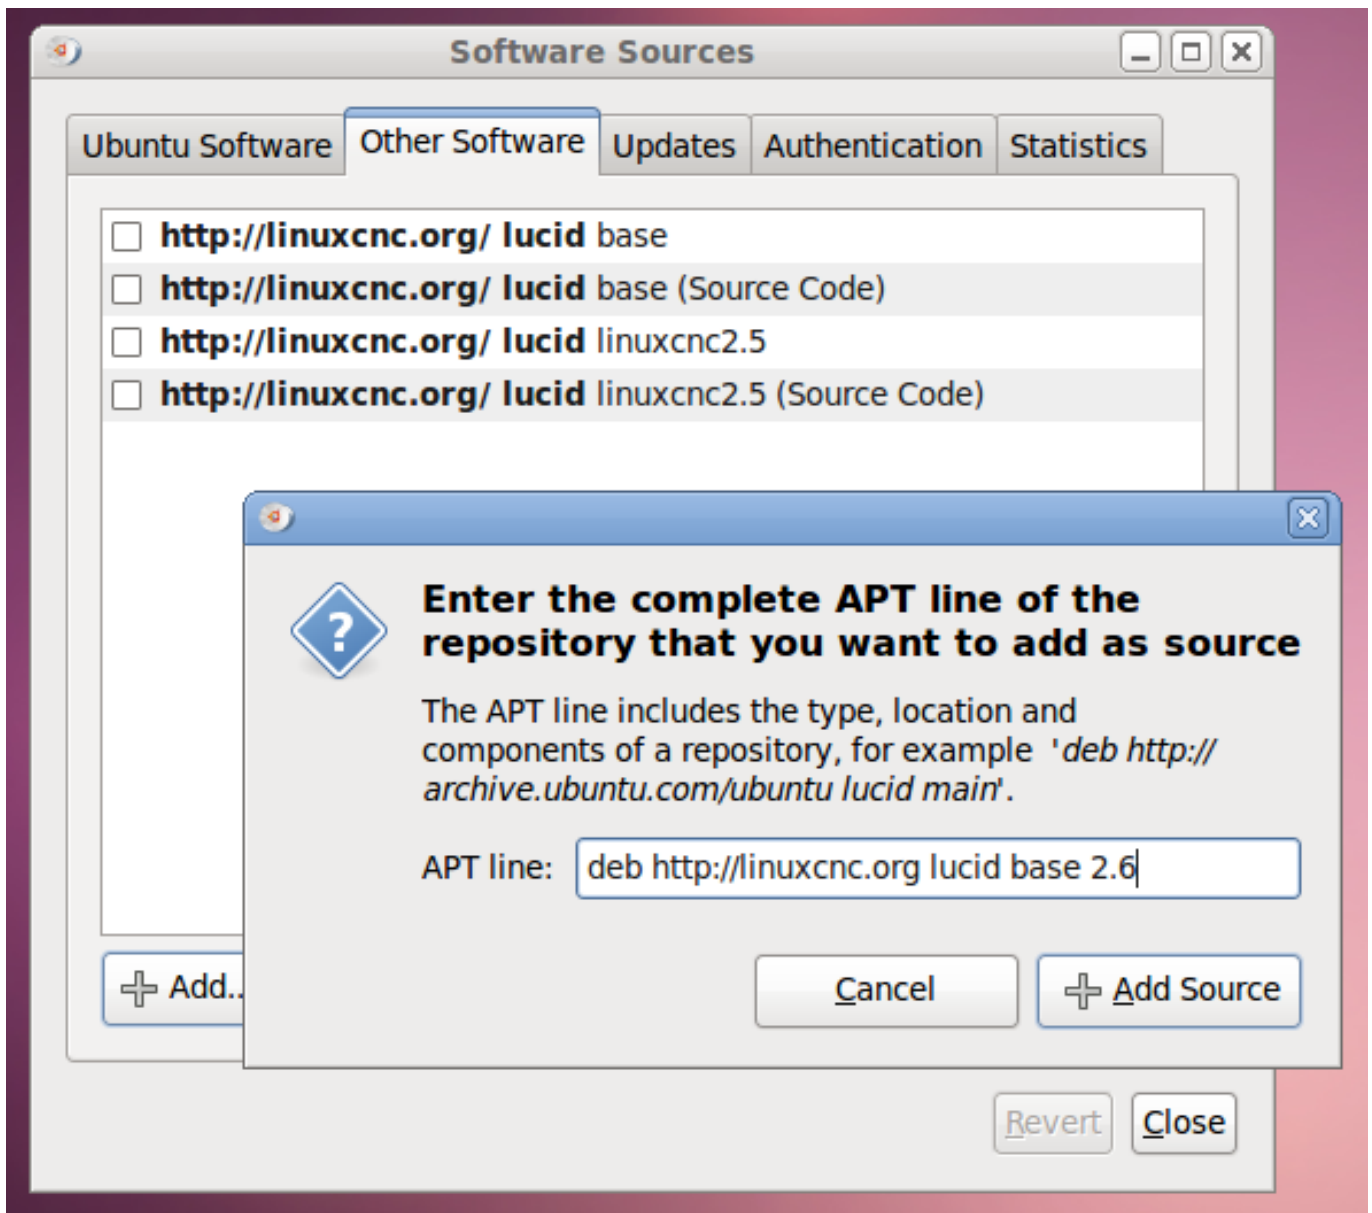 Software Sources
Ubuntu Software Other Software Updates Authentication Statistics
http://linuxcnc.org/ lucid base
http://linuxcnc.org/ lucid base (Source Code)
http://linuxcnc.org/ lucid linuxcnc2.5
http://linuxcnc.org/ lucid linuxcnc2.5 (Source Code)
Enter the complete APT line of the
repository that you want to add as source
The APT line includes the type, location and
components of a repository, for example 'deb http://
archive.ubuntu.com/ubuntu lucid main'.
APT line: deb http://linuxcnc.org lucid base 2.6
Add..
Cancel Add Source
Revert Close